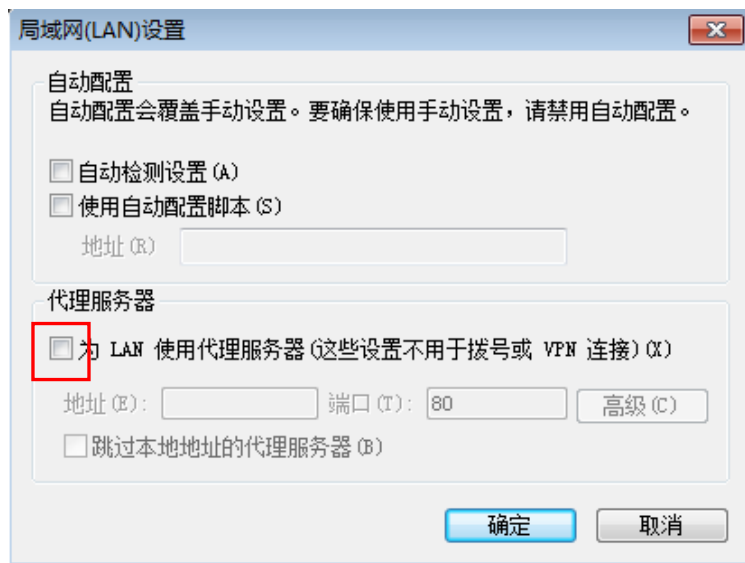 局域网(LAN)设置
自动配置
自动配置会覆盖手动设置。要确保使用手动设置，请禁用自动配置。
自动检测设置(A)
使用自动配置脚本(S)
地址(R)
代理服务器
为 LAN 使用代理服务器(这些设置不用于拨号或 VPN 连接)(X)
地址(E): 端口(T): 80 高级(C)
跳过本地地址的代理服务器(B)
确定 取消